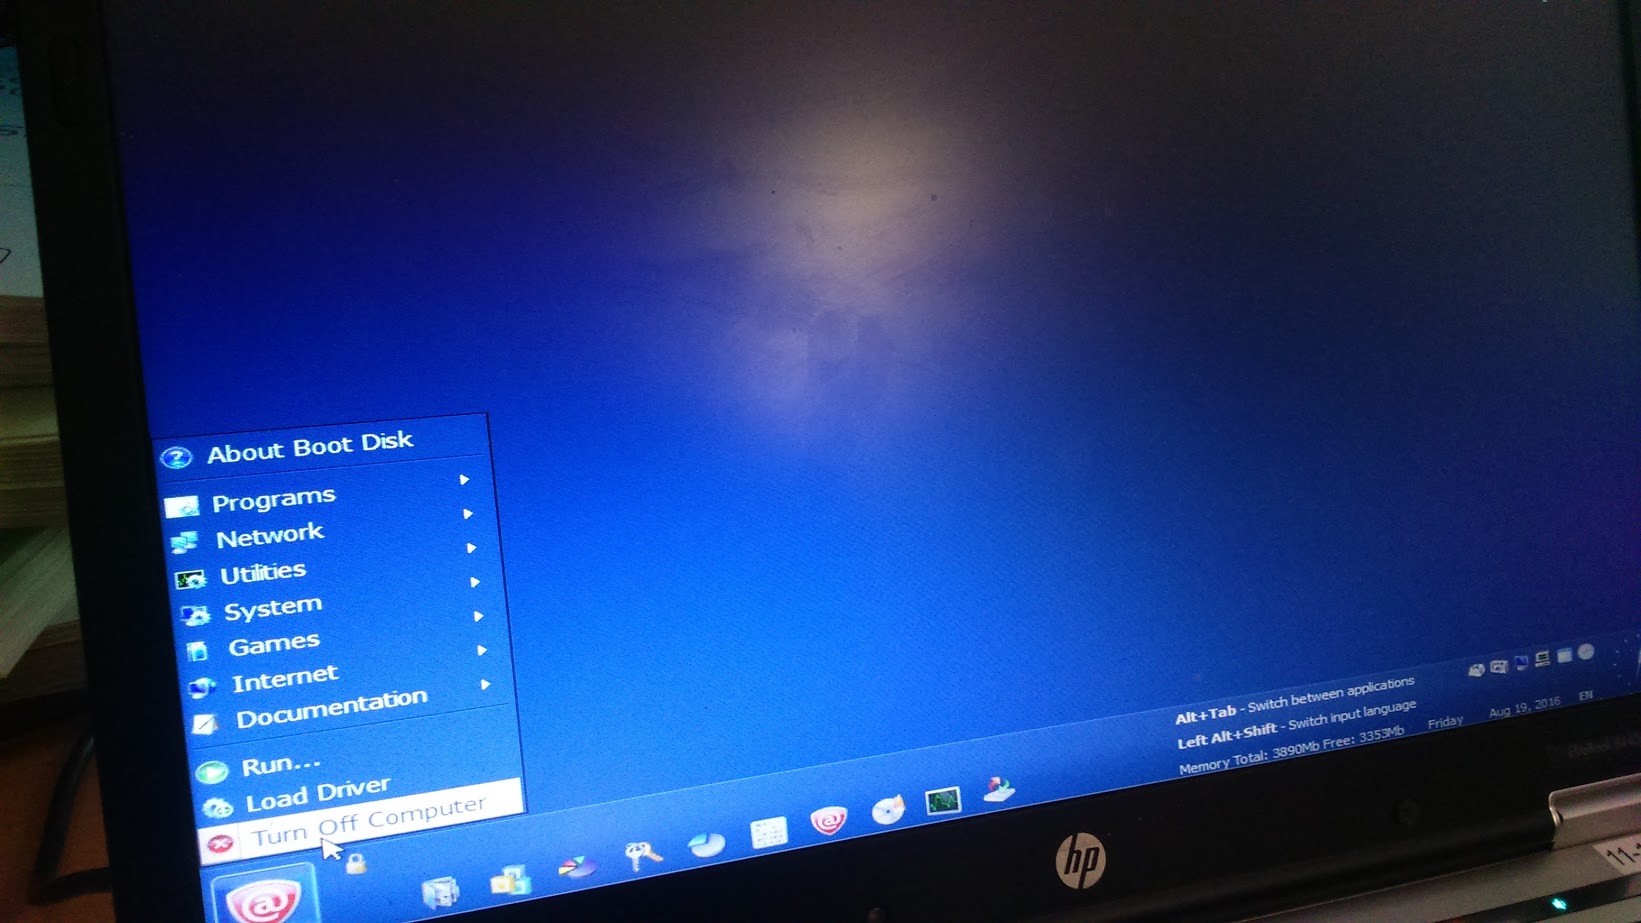 About Boot Disk
Programs
Network
Utilities
System
Games
Internet
Documentation
Run...
Load Driver
Turn Off Computer
Alt+Tab - Switch between applications
Left Alt+Shift - Switch input language
Memory Total: 3890Mb Free: 3353Mb
Friday
Aug 19, 2016
EN
hp